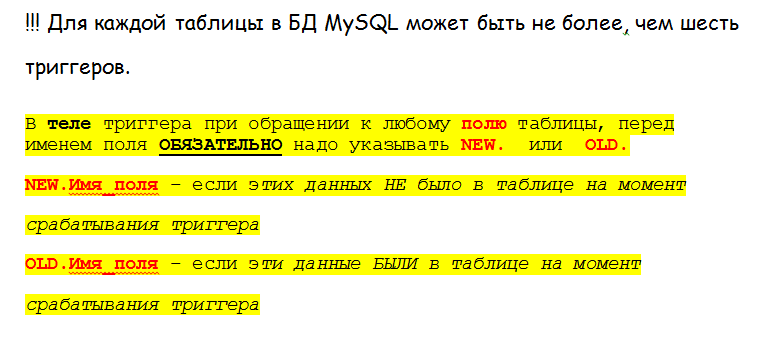 !!! Для каждой таблицы в БД MySQL может быть не более, чем шесть
триггеров.
В теле триггера при обращении к любому полю таблицы, перед
именем поля ОБЯЗАТЕЛЬНО надо указывать NEW. или OLD.
NEW.Имя_поля – если этих данных НЕ было в таблице на момент
срабатывания триггера
OLD.Имя_поля – если эти данные БЫЛИ в таблице на момент
срабатывания триггера